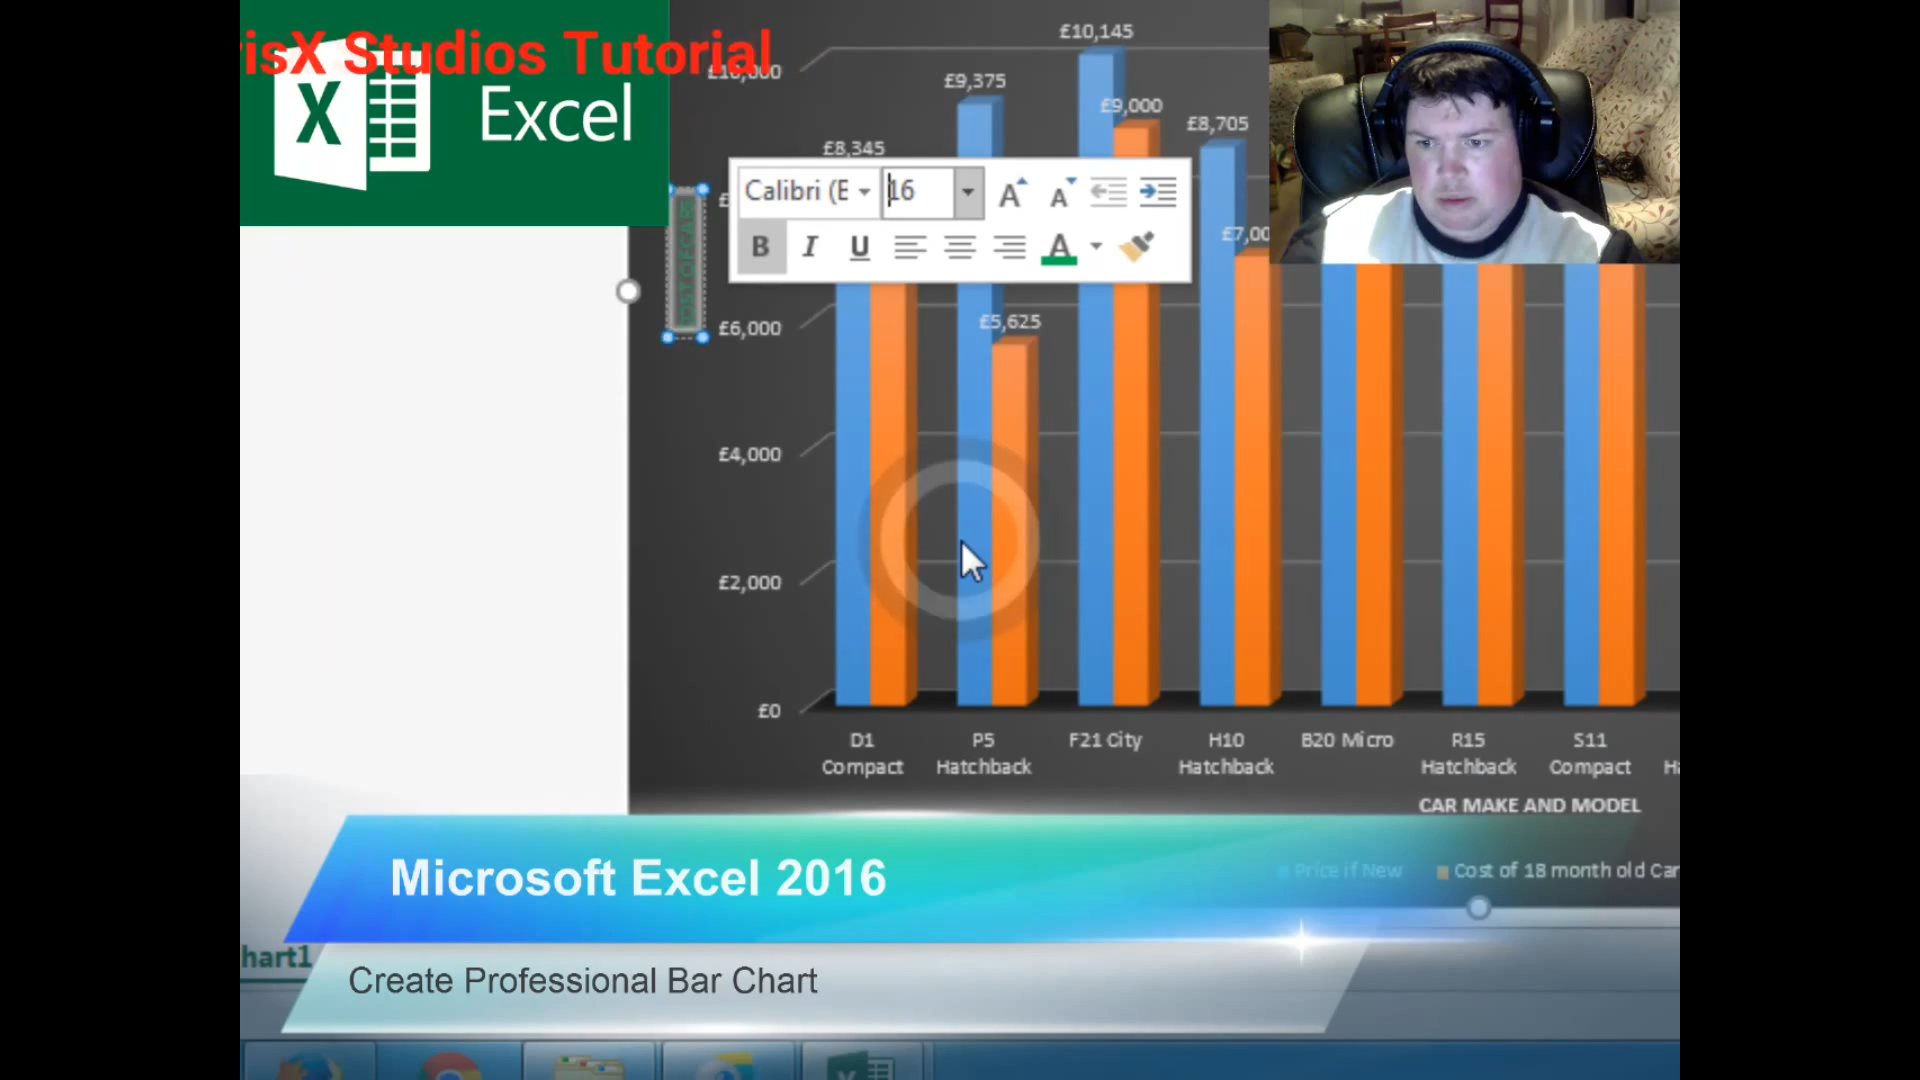 isX Studios Tutorial
X
Excel
£10,145
£9,375
£9,000
£8,705
£8,345
Calibri (E
16
B I U
A
£7,00
£5,625
£6,000
£4,000
£2,000
£0
D1 Compact
P5 Hatchback
F21 City
H10 Hatchback
B20 Micro
R15 Hatchback
S11 Compact
CAR MAKE AND MODEL
Price if New
Cost of 18 month old Car
Microsoft Excel 2016
Create Professional Bar Chart
hart1